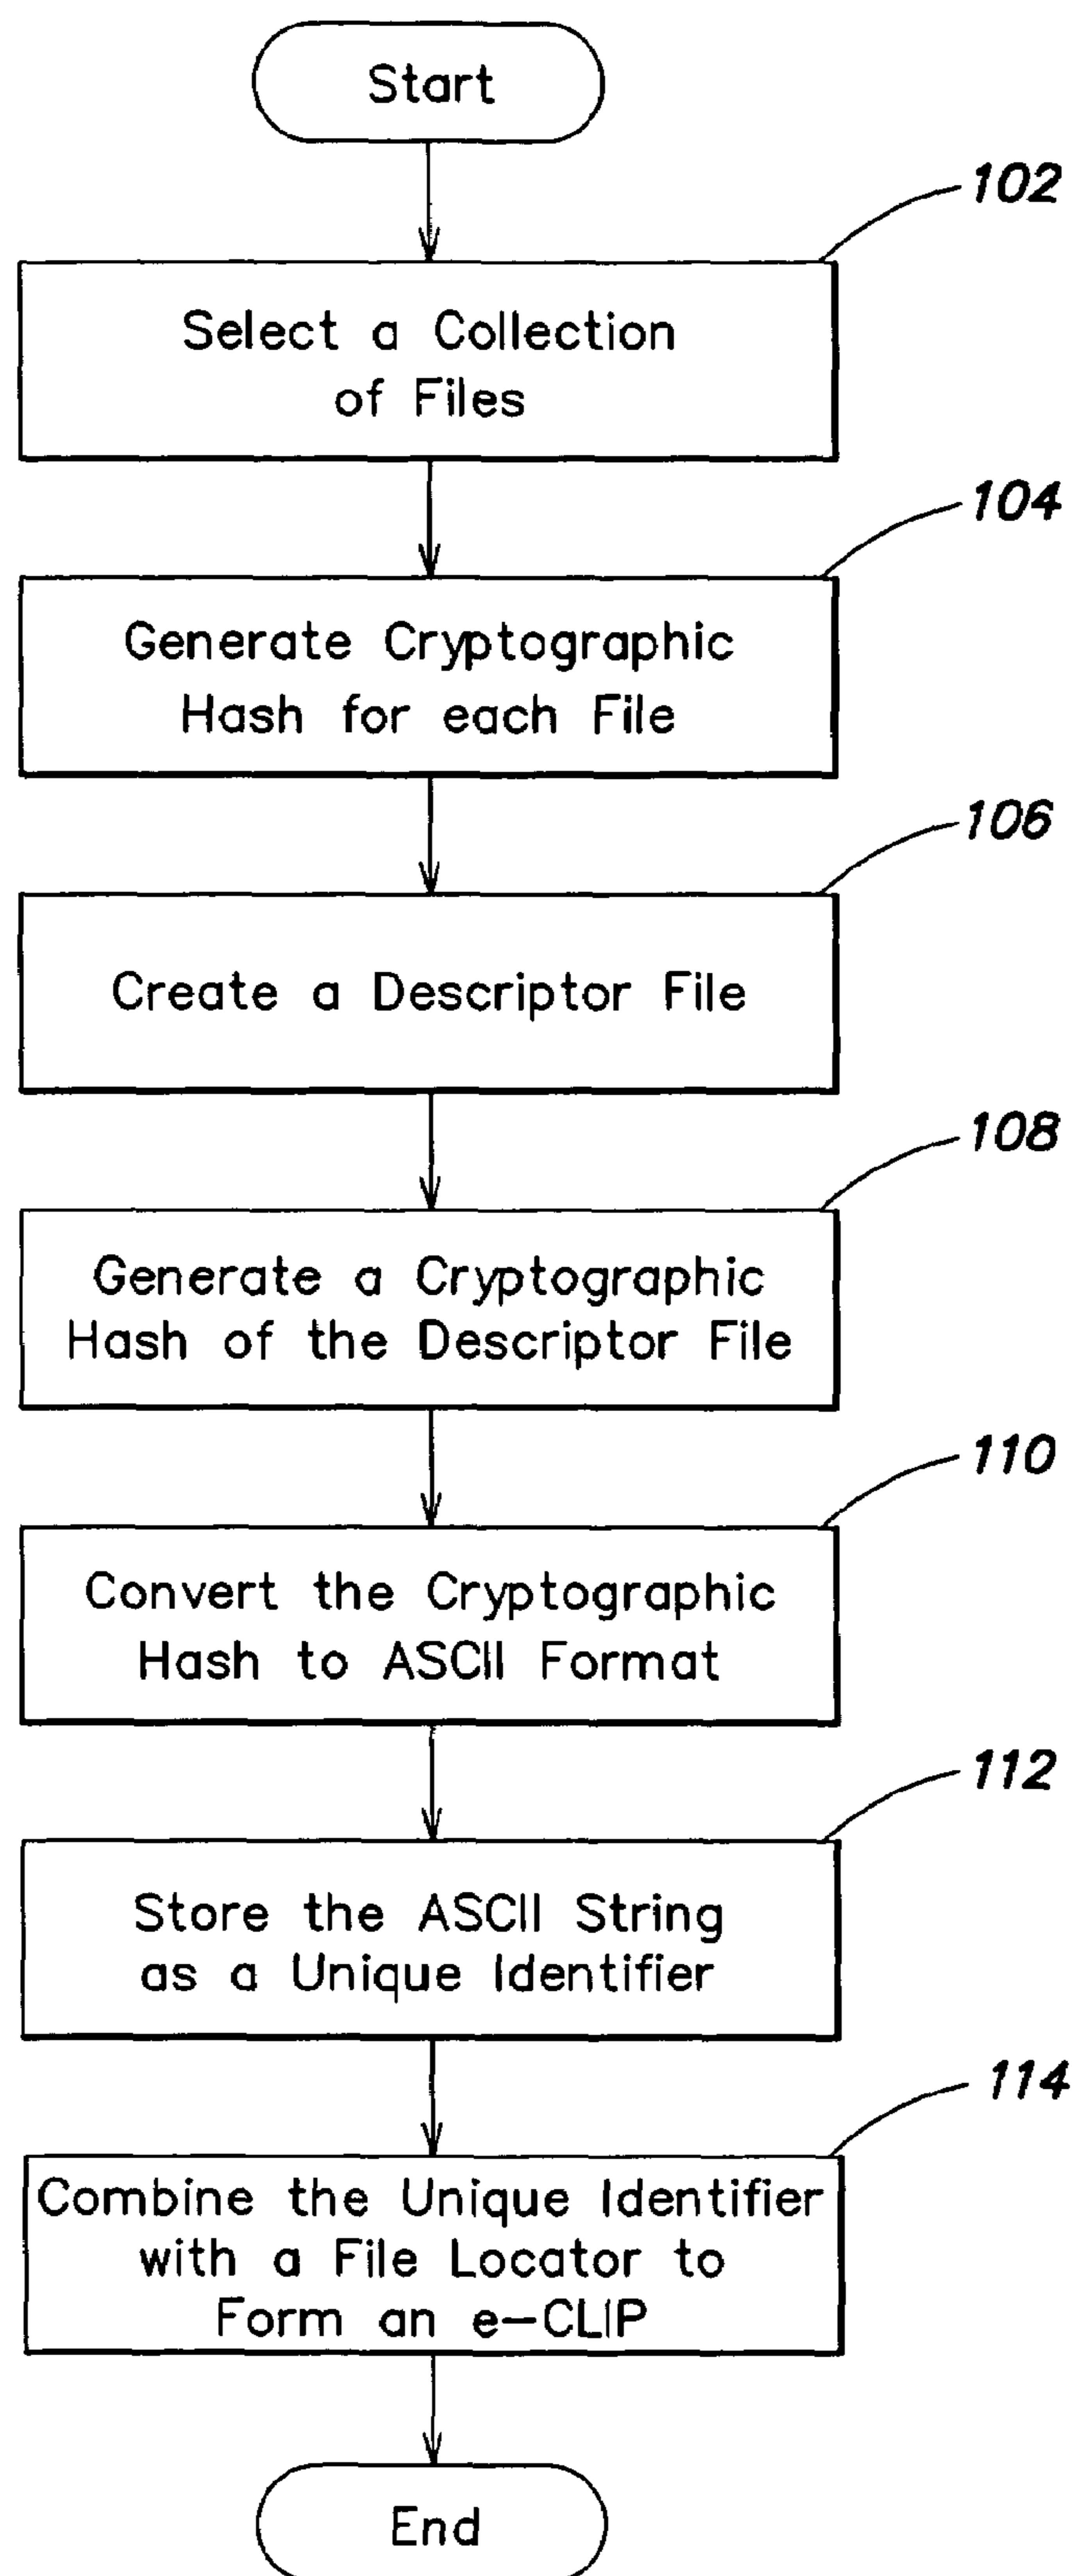 Start
102
Select a Collection
of Files
104
Generate Cryptographic
Hash for each File
106
Create a Descriptor File
108
Generate a Cryptographic
Hash of the Descriptor File
110
Convert the Cryptographic
Hash to ASCII Format
112
Store the ASCII String
as a Unique Identifier
114
Combine the Unique Identifier
with a File Locator to
Form an e-CLIP
End